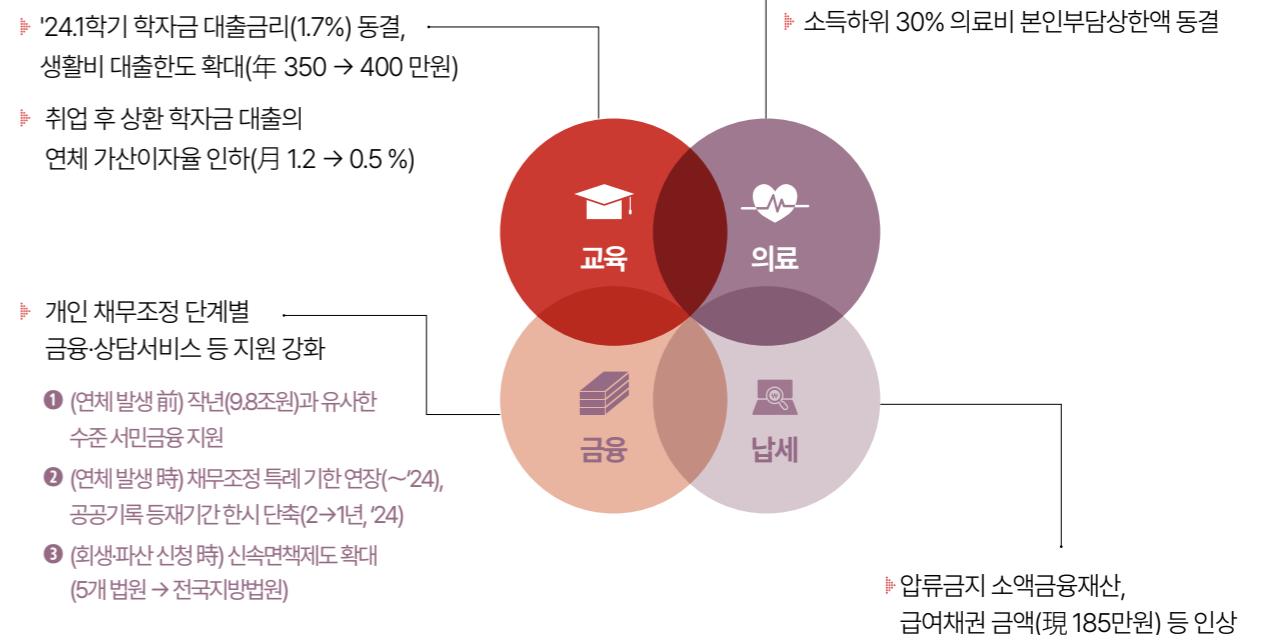 '24.1학기 학자금 대출금리(1.7%) 동결,
생활비 대출한도 확대(年 350 → 400 만원)
취업 후 상환 학자금 대출의
연체 가산이자율 인하(月 1.2 → 0.5 %)
소득하위 30% 의료비 본인부담상한액 동결
교육
의료
금융
납세
개인 채무조정 단계별
금융·상담서비스 등 지원 강화
❶ (연체 발생 前) 작년(9.8조원)과 유사한
수준 서민금융 지원
❷ (연체 발생 時) 채무조정 특례 기한 연장(~'24),
공공기록 등재기간 한시 단축(2→1년, '24)
❸ (회생·파산 신청 時) 신속면책제도 확대
(5개 법원 → 전국지방법원)
압류금지 소액금융재산,
급여채권 금액(現 185만원) 등 인상